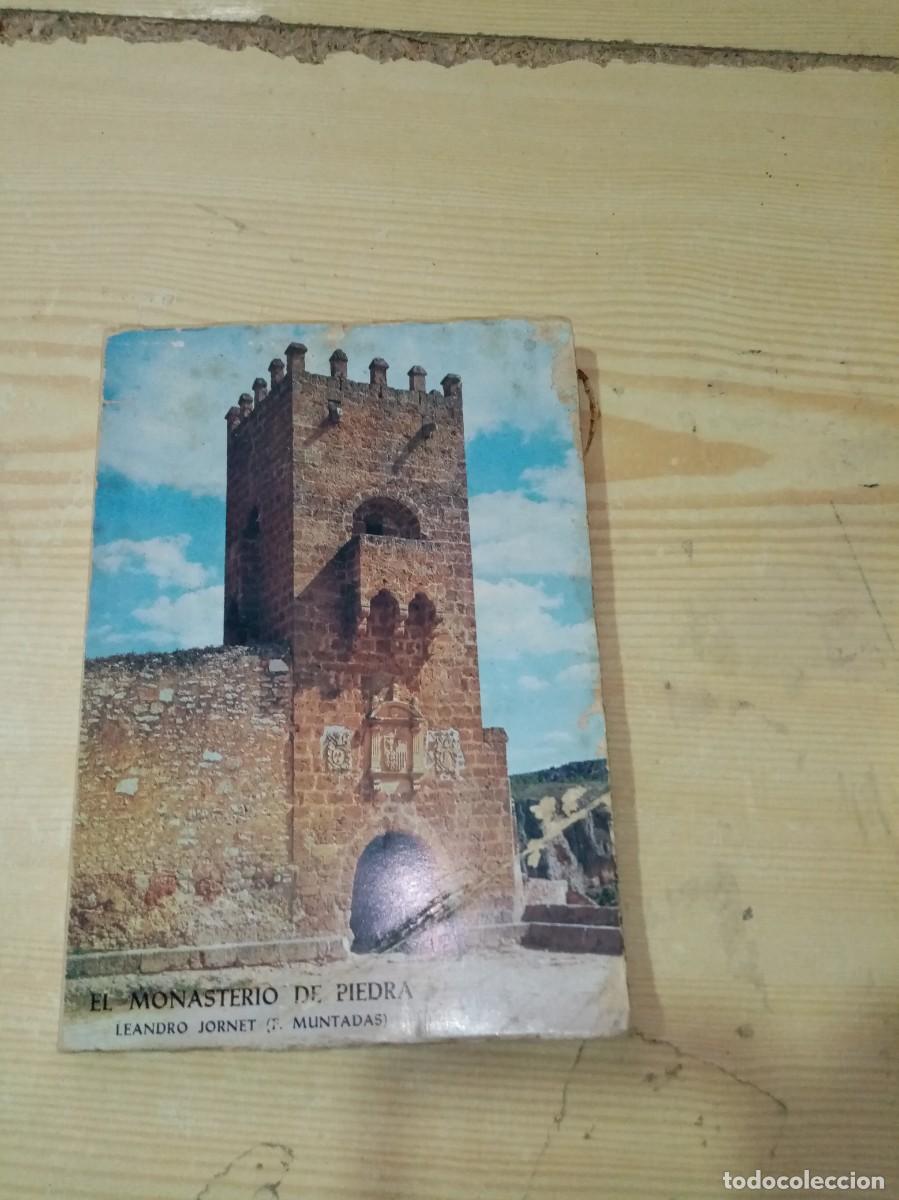 EL MONASTERIO DE PIEDRA
LEANDRO JORNET (F. MUNTADAS)
todocoleccion